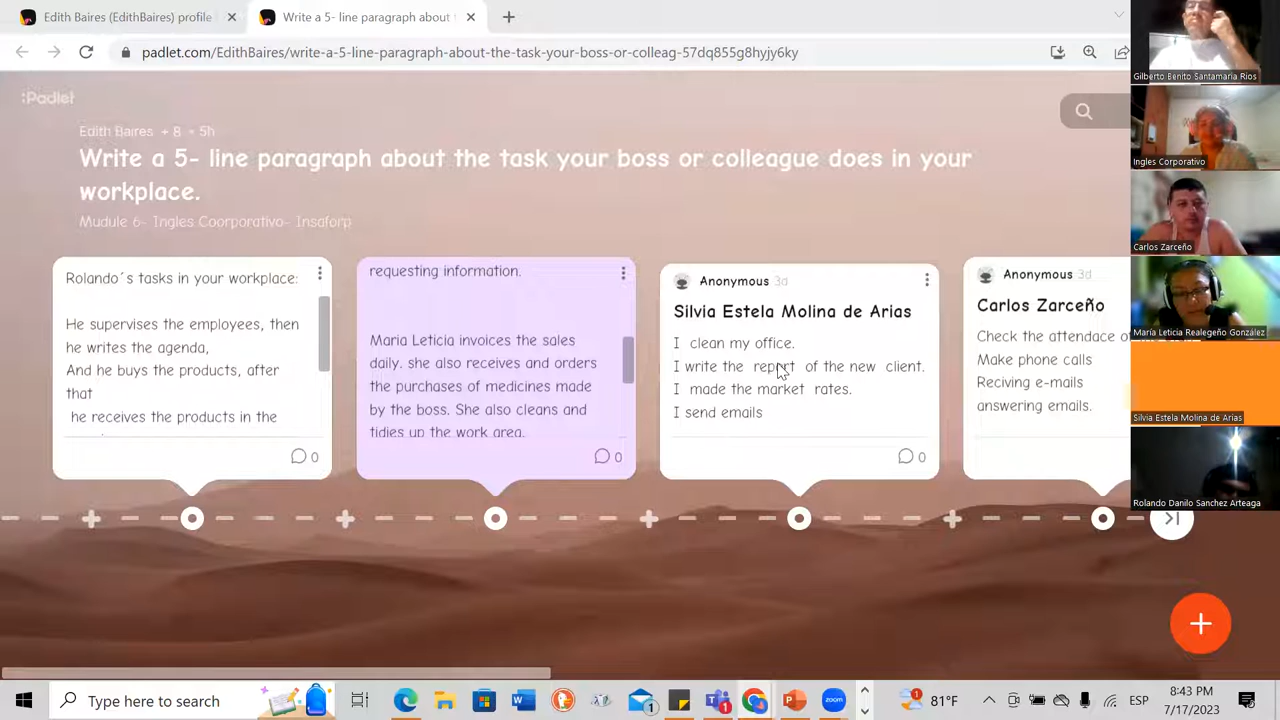 Edith Baires (EdithBaires) profile
Write a 5- line paragraph about
padlet.com/EdithBaires/write-a-5-line-paragraph-about-the-task-your-boss-or-colleag-57dq855g8hyjy6ky
:Padlet
Edith Baires + 8 • 5h
Write a 5- line paragraph about the task your boss or colleague does in your
workplace.
Mudule 6- Ingles Coorporativo- Insaforp
Rolando´s tasks in your workplace:
He supervises the employees, then
he writes the agenda,
And he buys the products, after
that
he receives the products in the
0
requesting information.
Maria Leticia invoices the sales
daily. she also receives and orders
the purchases of medicines made
by the boss. She also cleans and
tidies up the work area.
0
Anonymous 3d
Silvia Estela Molina de Arias
I clean my office.
I write the report of the new client.
I made the market rates.
I send emails
0
Anonymous 3d
Carlos Zarceño
Check the attendace o
Make phone calls
Reciving e-mails
answering emails.
Gilberto Benito Santamaria Rios
Ingles Corporativo
Carlos Zarceño
María Leticia Realegeño González
Silvia Estela Molina de Arias
Rolando Danilo Sanchez Arteaga
Type here to search
1
1
zoom
1
81°F
ESP
8:43 PM
7/17/2023